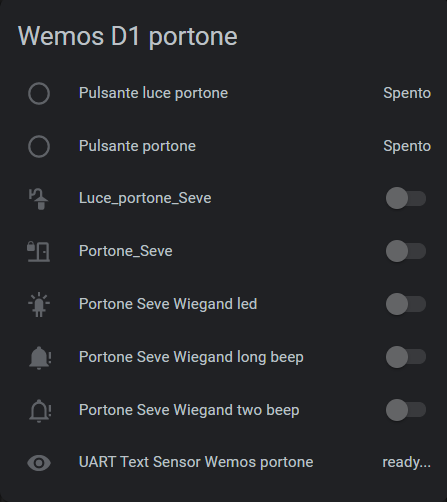 Wemos D1 portone
Pulsante luce portone Spento
Pulsante portone Spento
Luce_portone_Seve
Portone_Seve
Portone Seve Wiegand led
Portone Seve Wiegand long beep
Portone Seve Wiegand two beep
UART Text Sensor Wemos portone ready...